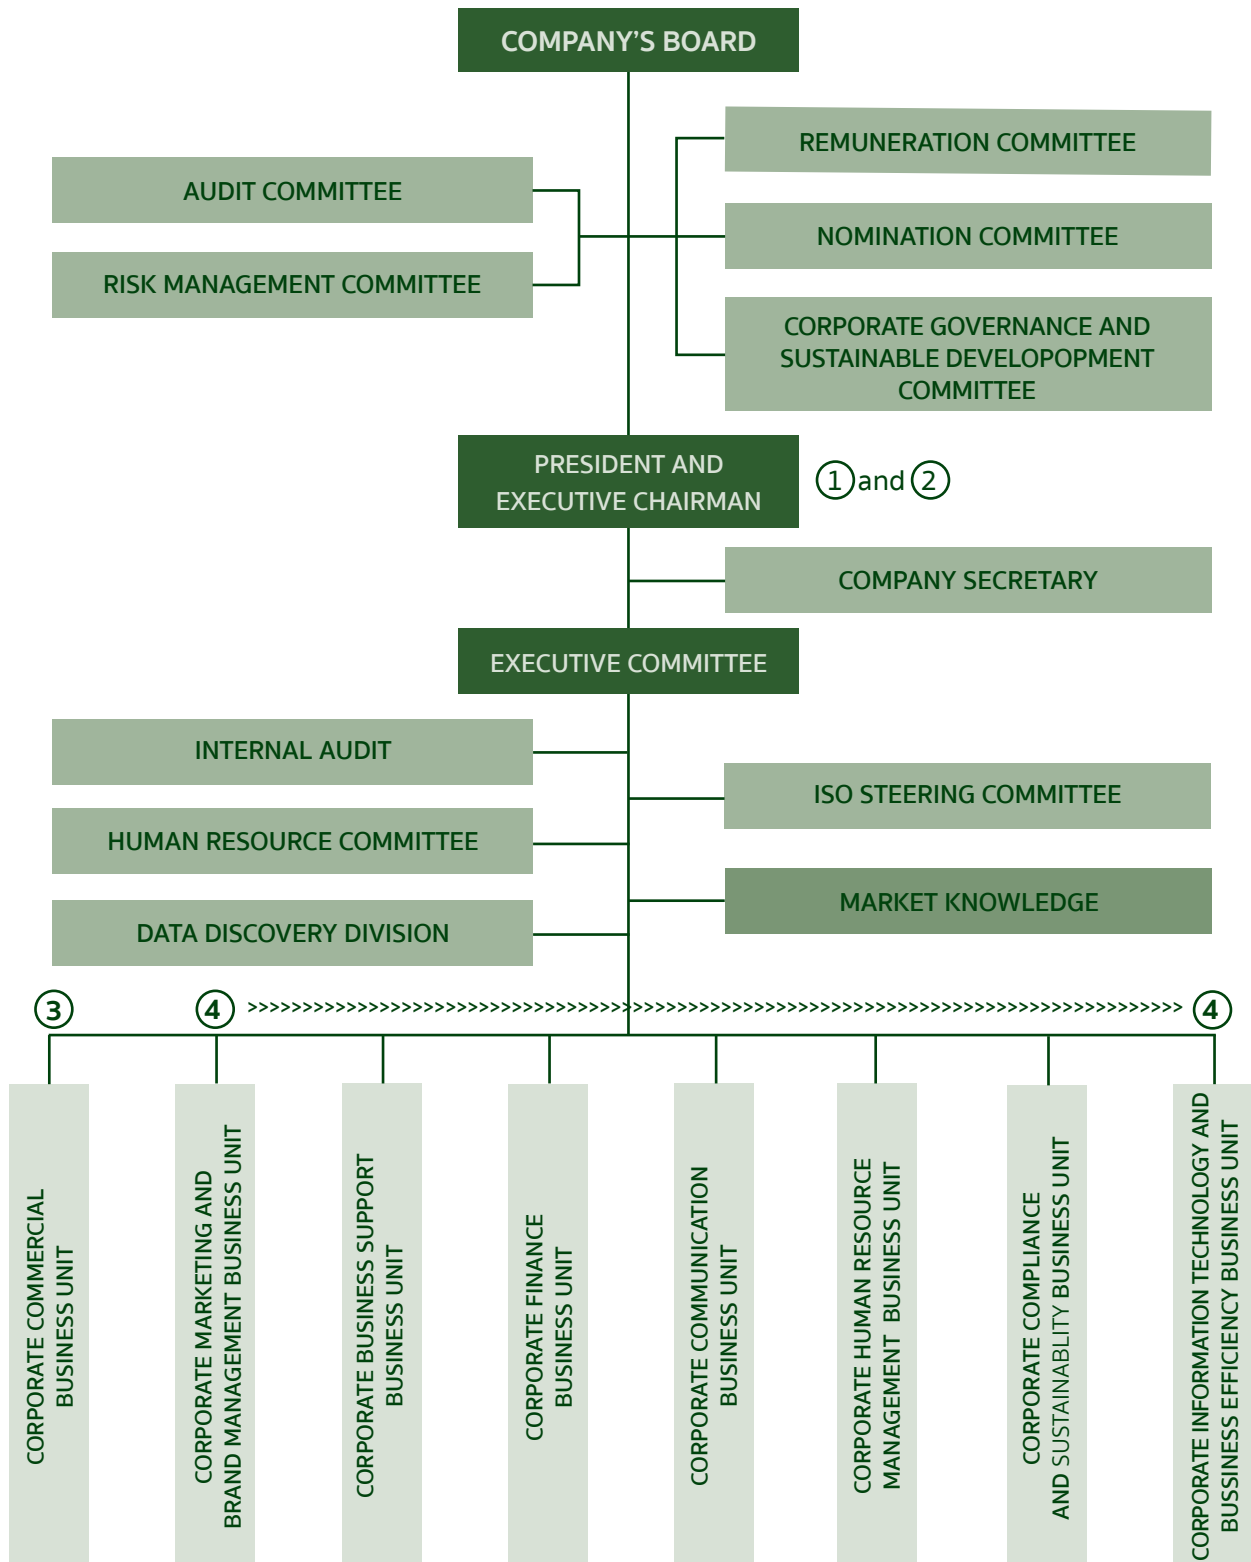 COMPANY’S BOARD
REMUNERATION COMMITTEE
AUDIT COMMITTEE
NOMINATION COMMITTEE
RISK MANAGEMENT COMMITTEE
CORPORATE GOVERNANCE AND
SUSTAINABLE DEVELOPOPMENT
COMMITTEE
PRESIDENT AND
EXECUTIVE CHAIRMAN
1 and 2
COMPANY SECRETARY
EXECUTIVE COMMITTEE
INTERNAL AUDIT
ISO STEERING COMMITTEE
HUMAN RESOURCE COMMITTEE
MARKET KNOWLEDGE
DATA DISCOVERY DIVISION
3
4 >>>>>>>>>>>>>>>>>>>>>>>>>>>>>>>>>>>>>>>>>>>>>>>>>>>>>>>>>>>>>>>>>>>>>>>>>>>>>>>>>>>> 4
CORPORATE COMMERCIAL
BUSINESS UNIT
CORPORATE MARKETING AND
BRAND MANAGEMENT BUSINESS UNIT
CORPORATE BUSINESS SUPPORT
BUSINESS UNIT
CORPORATE FINANCE
BUSINESS UNIT
CORPORATE COMMUNICATION
BUSINESS UNIT
CORPORATE HUMAN RESOURCE
MANAGEMENT BUSINESS UNIT
CORPORATE COMPLIANCE
AND SUSTAINABLITY BUSINESS UNIT
CORPORATE INFORMATION TECHNOLOGY AND
BUSSINESS EFFICIENCY BUSINESS UNIT